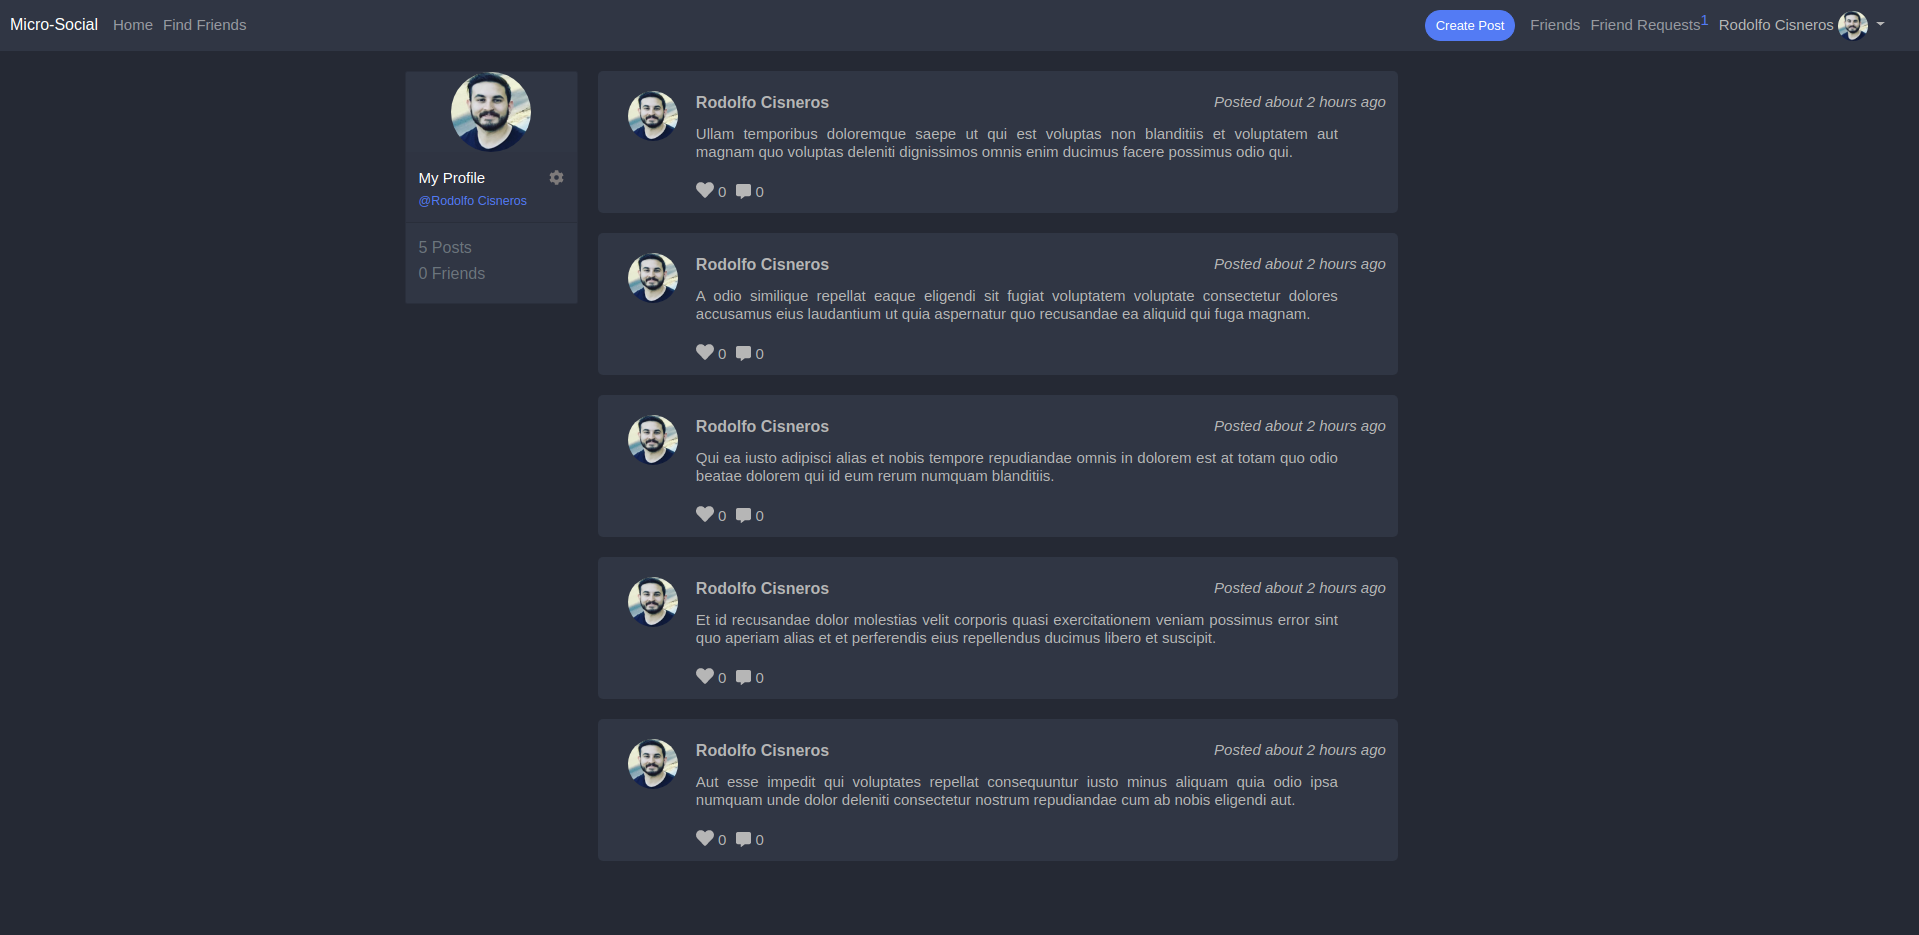 Micro-Social Home Find Friends Create Post Friends Friend Requests1 Rodolfo Cisneros
My Profile
@Rodolfo Cisneros
5 Posts
0 Friends
Rodolfo Cisneros Posted about 2 hours ago
Ullam temporibus doloremque saepe ut qui est voluptas non blanditiis et voluptatem aut
magnam quo voluptas deleniti dignissimos omnis enim ducimus facere possimus odio qui.
0 0
Rodolfo Cisneros Posted about 2 hours ago
A odio similique repellat eaque eligendi sit fugiat voluptatem voluptate consectetur dolores
accusamus eius laudantium ut quia aspernatur quo recusandae ea aliquid qui fuga magnam.
0 0
Rodolfo Cisneros Posted about 2 hours ago
Qui ea iusto adipisci alias et nobis tempore repudiandae omnis in dolorem est at totam quo odio
beatae dolorem qui id eum rerum numquam blanditiis.
0 0
Rodolfo Cisneros Posted about 2 hours ago
Et id recusandae dolor molestias velit corporis quasi exercitationem veniam possimus error sint
quo aperiam alias et et perferendis eius repellendus ducimus libero et suscipit.
0 0
Rodolfo Cisneros Posted about 2 hours ago
Aut esse impedit qui voluptates repellat consequuntur iusto minus aliquam quia odio ipsa
numquam unde dolor deleniti consectetur nostrum repudiandae cum ab nobis eligendi aut.
0 0